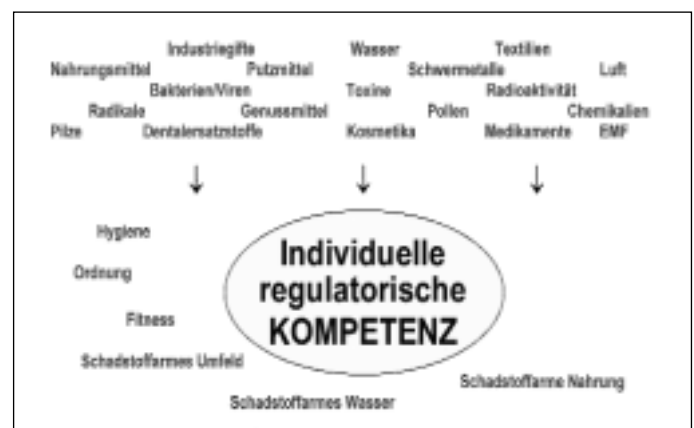 Industriegifte Wasser Textilien
Nahrungsmittel Putzmittel Schwermetalle Luft
Bakterien/Viren Toxine Radioaktivität
Radikale Genussmittel Pollen Chemikalien
Pilze Dentalersatzstoffe Kosmetika Medikamente EMF
Hygiene
Ordnung
Fitness
Schadstoffarmes Umfeld
Individuelle
regulatorische
KOMPETENZ
Schadstoffarme Nahrung
Schadstoffarmes Wasser